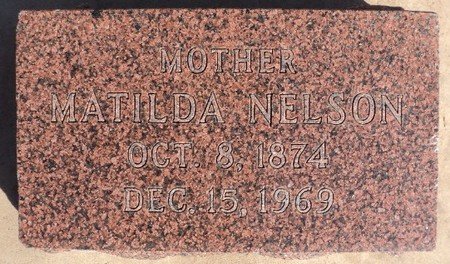 MOTHER
MATILDA NELSON
OCT. 8, 1874
DEC. 15, 1969